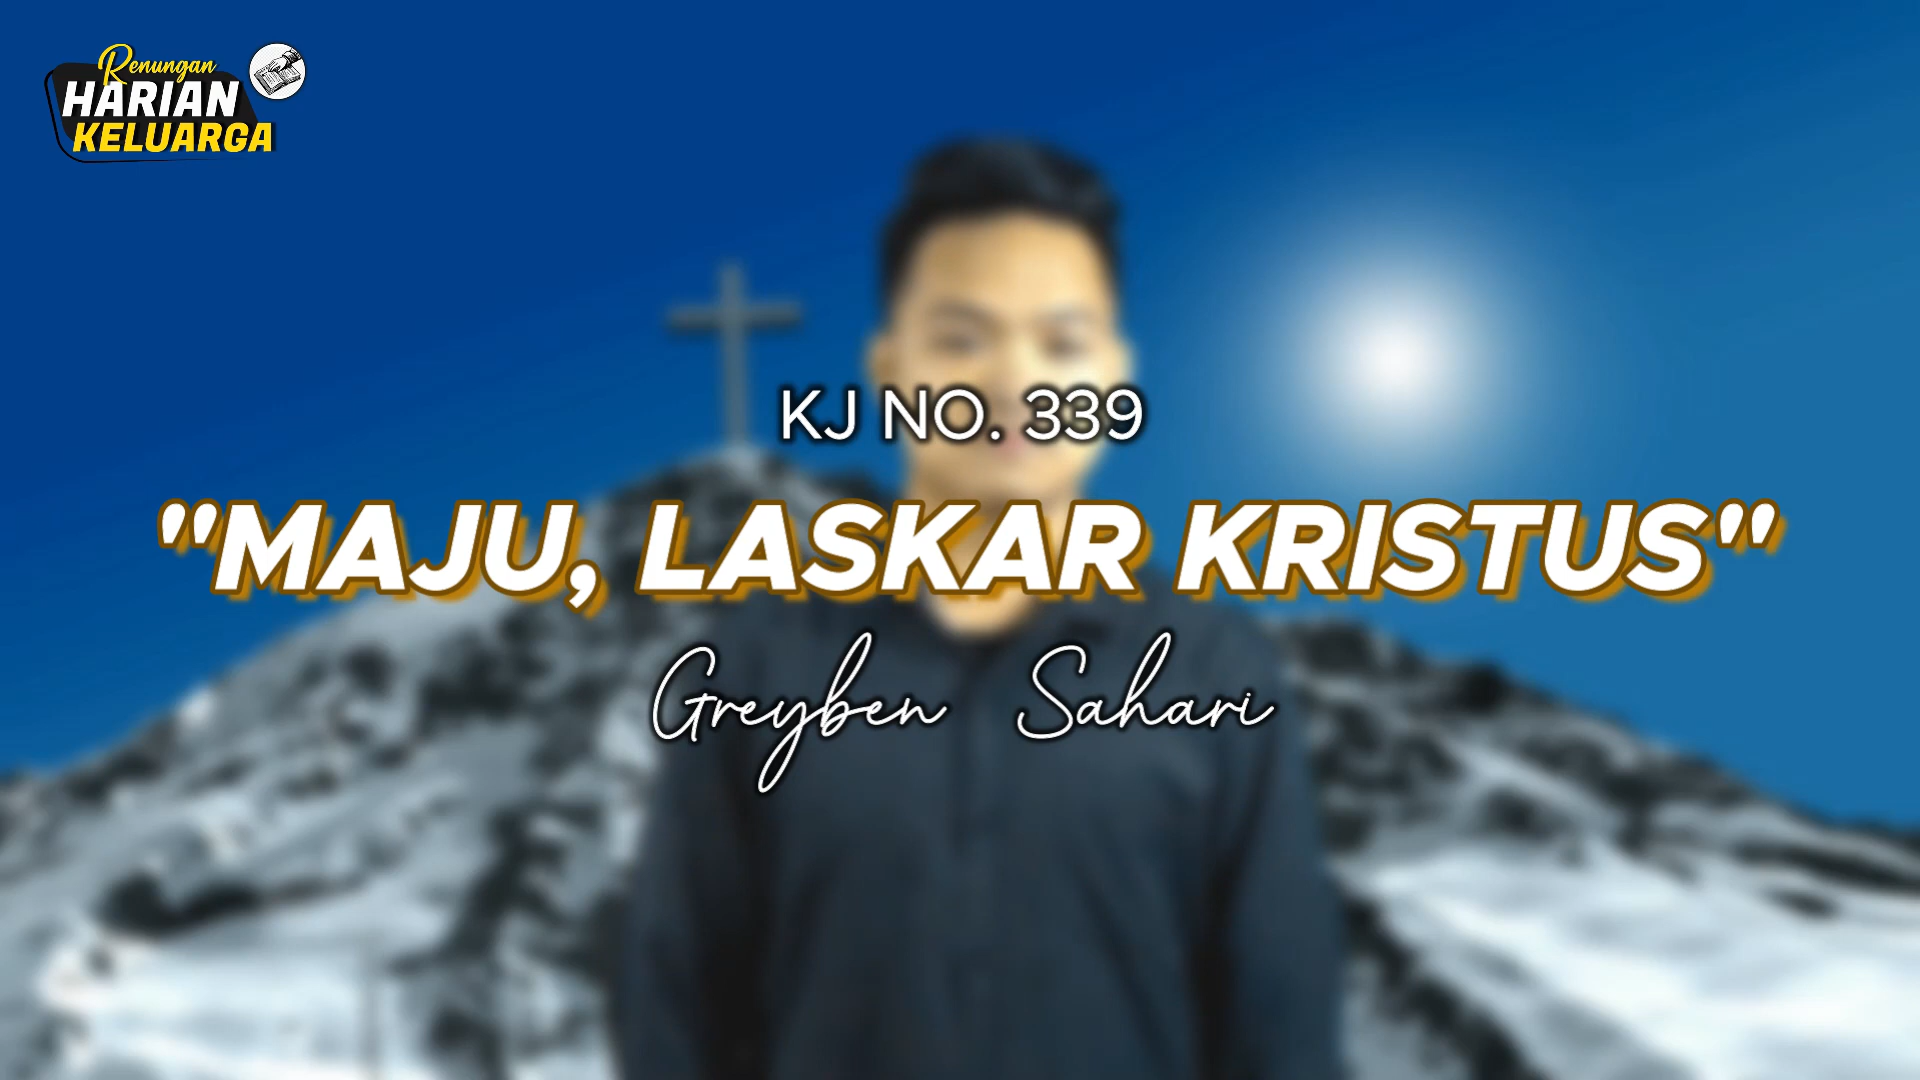 Renungan
HARIAN
KELUARGA
KJ NO. 339
"MAJU, LASKAR KRISTUS"
Greyben Sahari